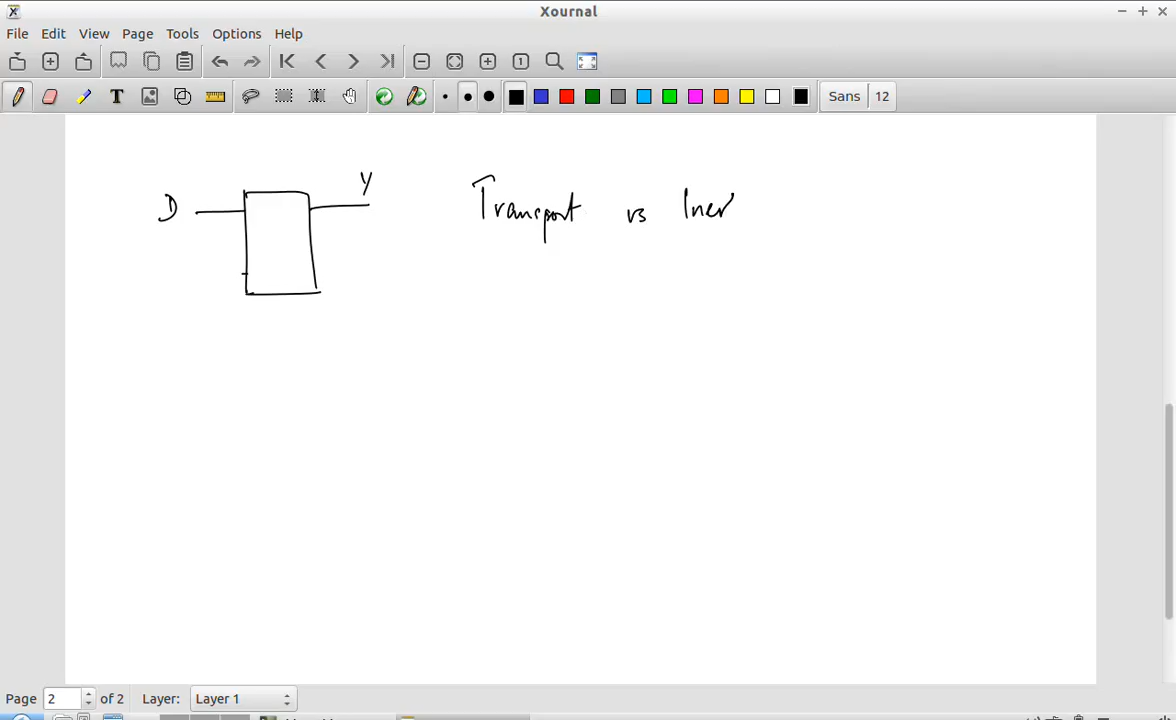 Xournal
File Edit View Page Tools Options Help
T Sans 12
D Y Transport vs Iner
Page 2 of 2 Layer: Layer 1